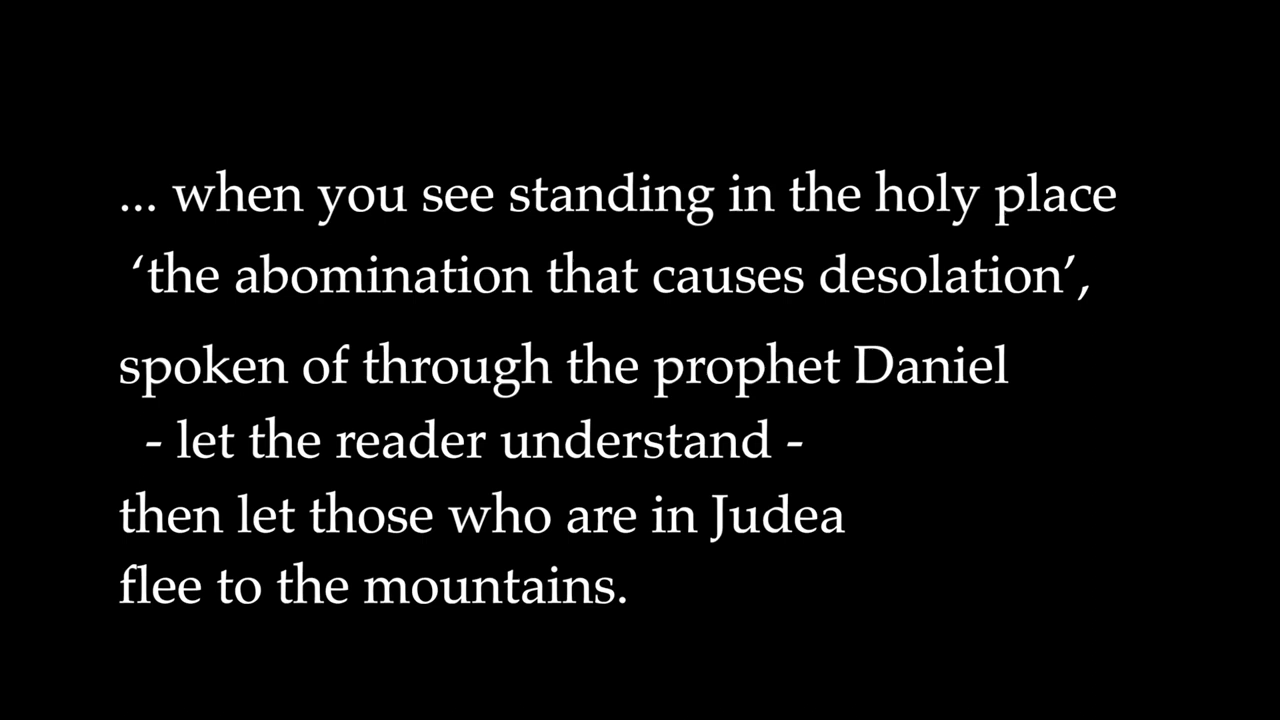 ... when you see standing in the holy place
‘the abomination that causes desolation’,
spoken of through the prophet Daniel
- let the reader understand -
then let those who are in Judea
flee to the mountains.